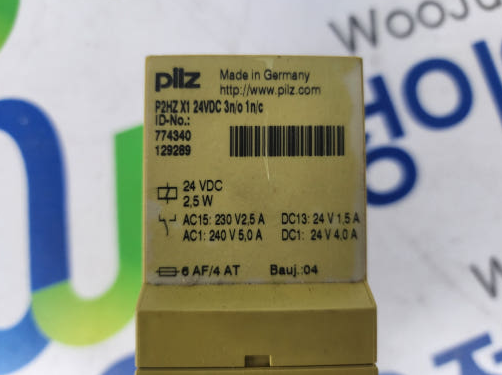 WooJu
pilz
Made in Germany
http://www.pilz.com
P2HZ X1 24VDC 3n/o 1n/c
ID-No.:
774340
129289
24 VDC
2,5 W
AC15: 230 V2,5 A DC13: 24 V 1,5 A
AC1: 240 V 5,0 A DC1: 24 V 4,0 A
6 AF/4 AT Bauj.:04